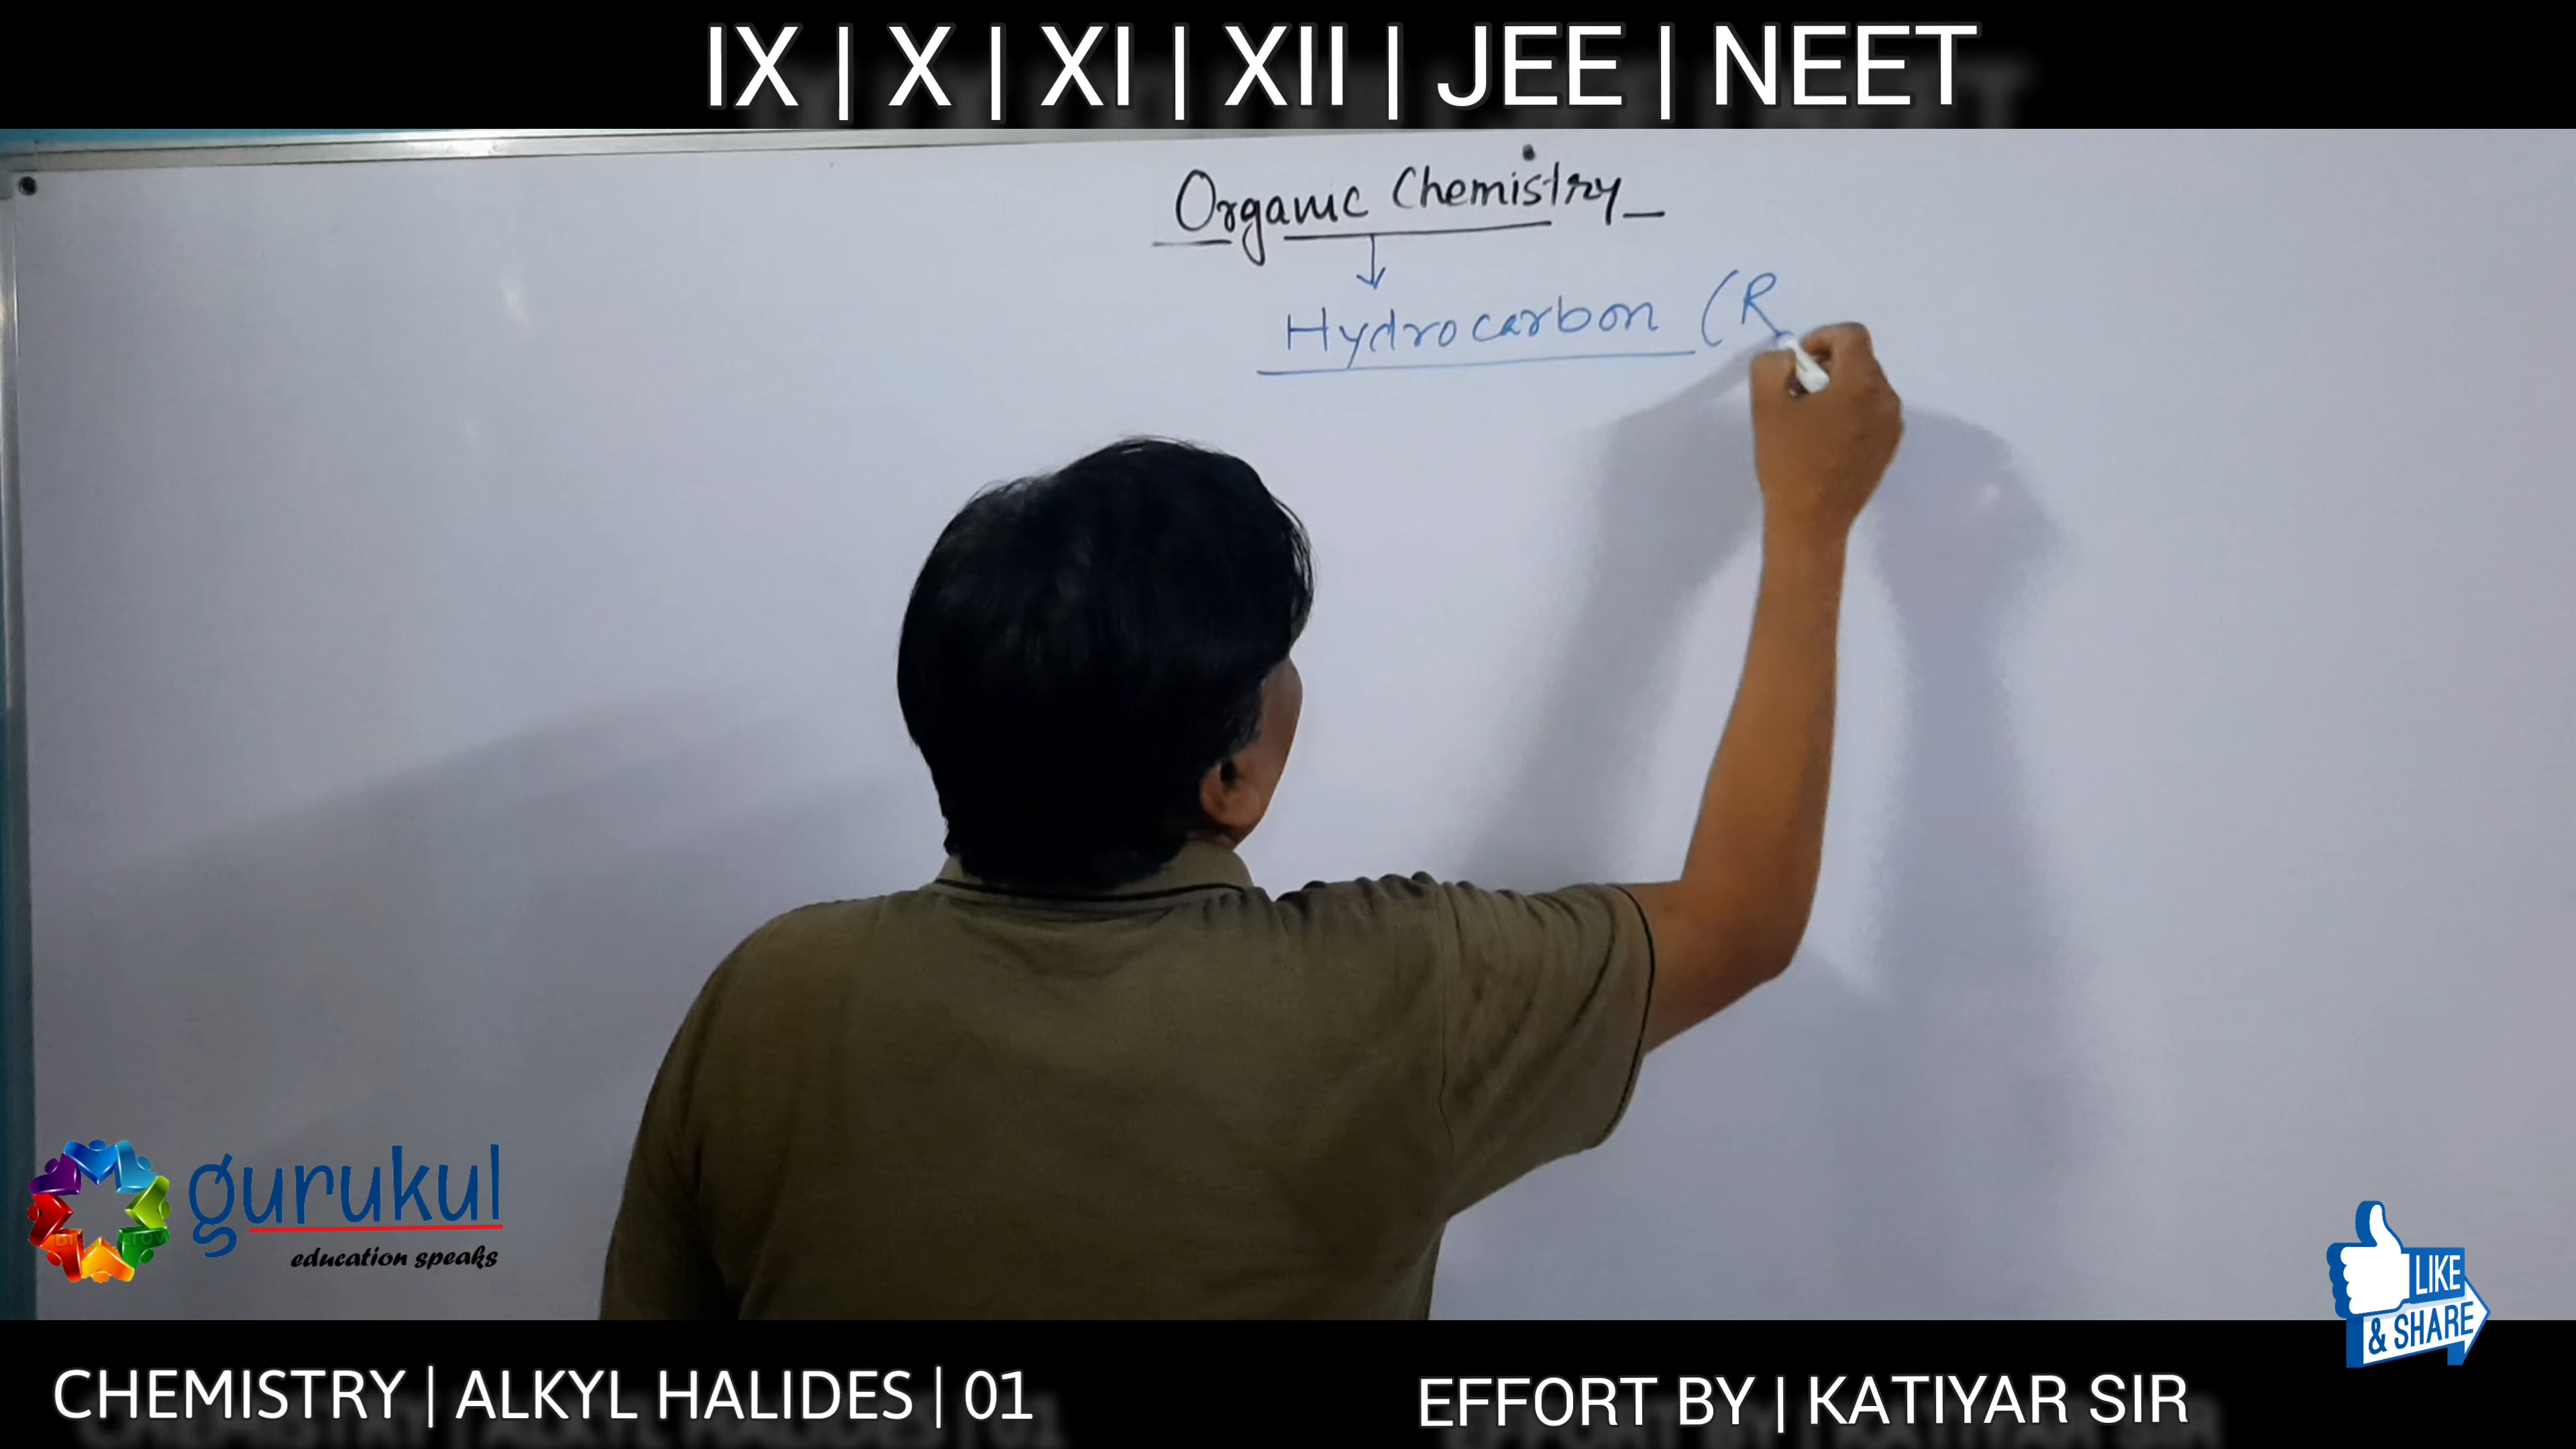 IX | X | XI | XII | JEE | NEET
Organic Chemistry
Hydrocarbon (R
gurukul
education speaks
LIKE
& SHARE
CHEMISTRY | ALKYL HALIDES | 01
EFFORT BY | KATIYAR SIR